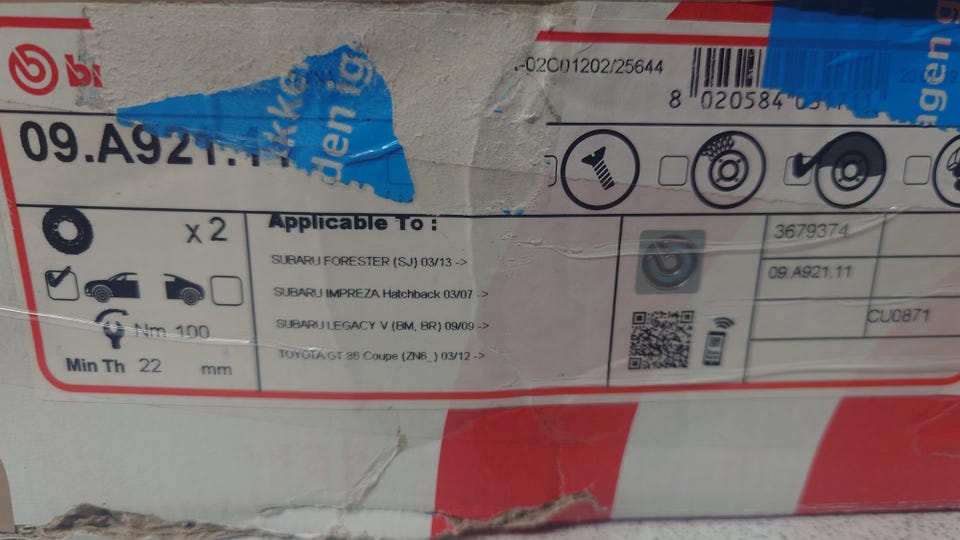 09.A921.11
-02C01202/25644
8 020584
x 2
Nm 100
Min Th 22 mm
Applicable To :
SUBARU FORESTER (SJ) 03/13 ->
SUBARU IMPREZA Hatchback 03/07 ->
SUBARU LEGACY V (BM, BR) 09/09 ->
TOYOTA GT 86 Coupe (ZN6_) 03/12 ->
3679374
09.A921.11
CU0871
den ig